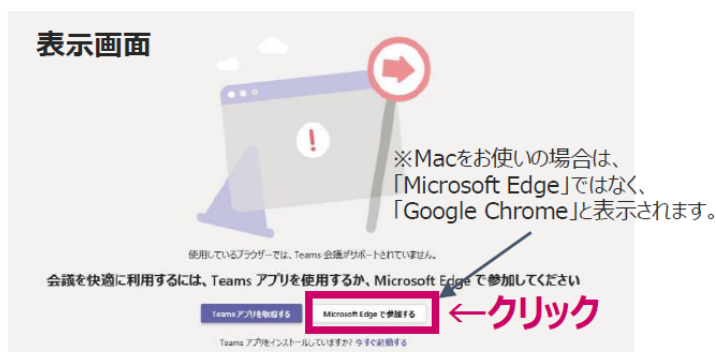 表示画面
※Macをお使いの場合は、
「Microsoft Edge」ではなく、
「Google Chrome」と表示されます。
使用しているブラウザーでは、Teams 会議がサポートされていません。
会議を快適に利用するには、Teams アプリを使用するか、Microsoft Edge で参加してください
Teams アプリを取得する
Microsoft Edge で参加する
←クリック
Teams アプリをインストールしていますか? 今すぐ起動する